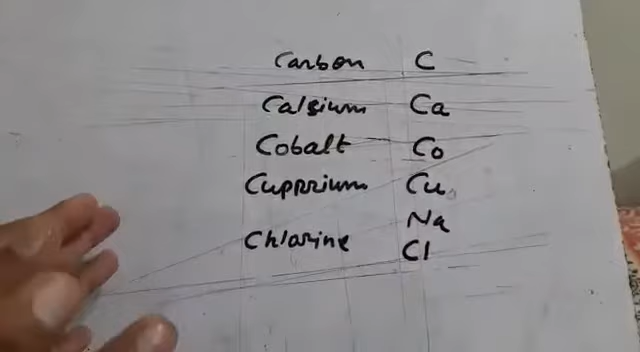 Carbon C
Calsium Ca
Cobalt Co
Cuprrium Cu
Na
Chlorine Cl